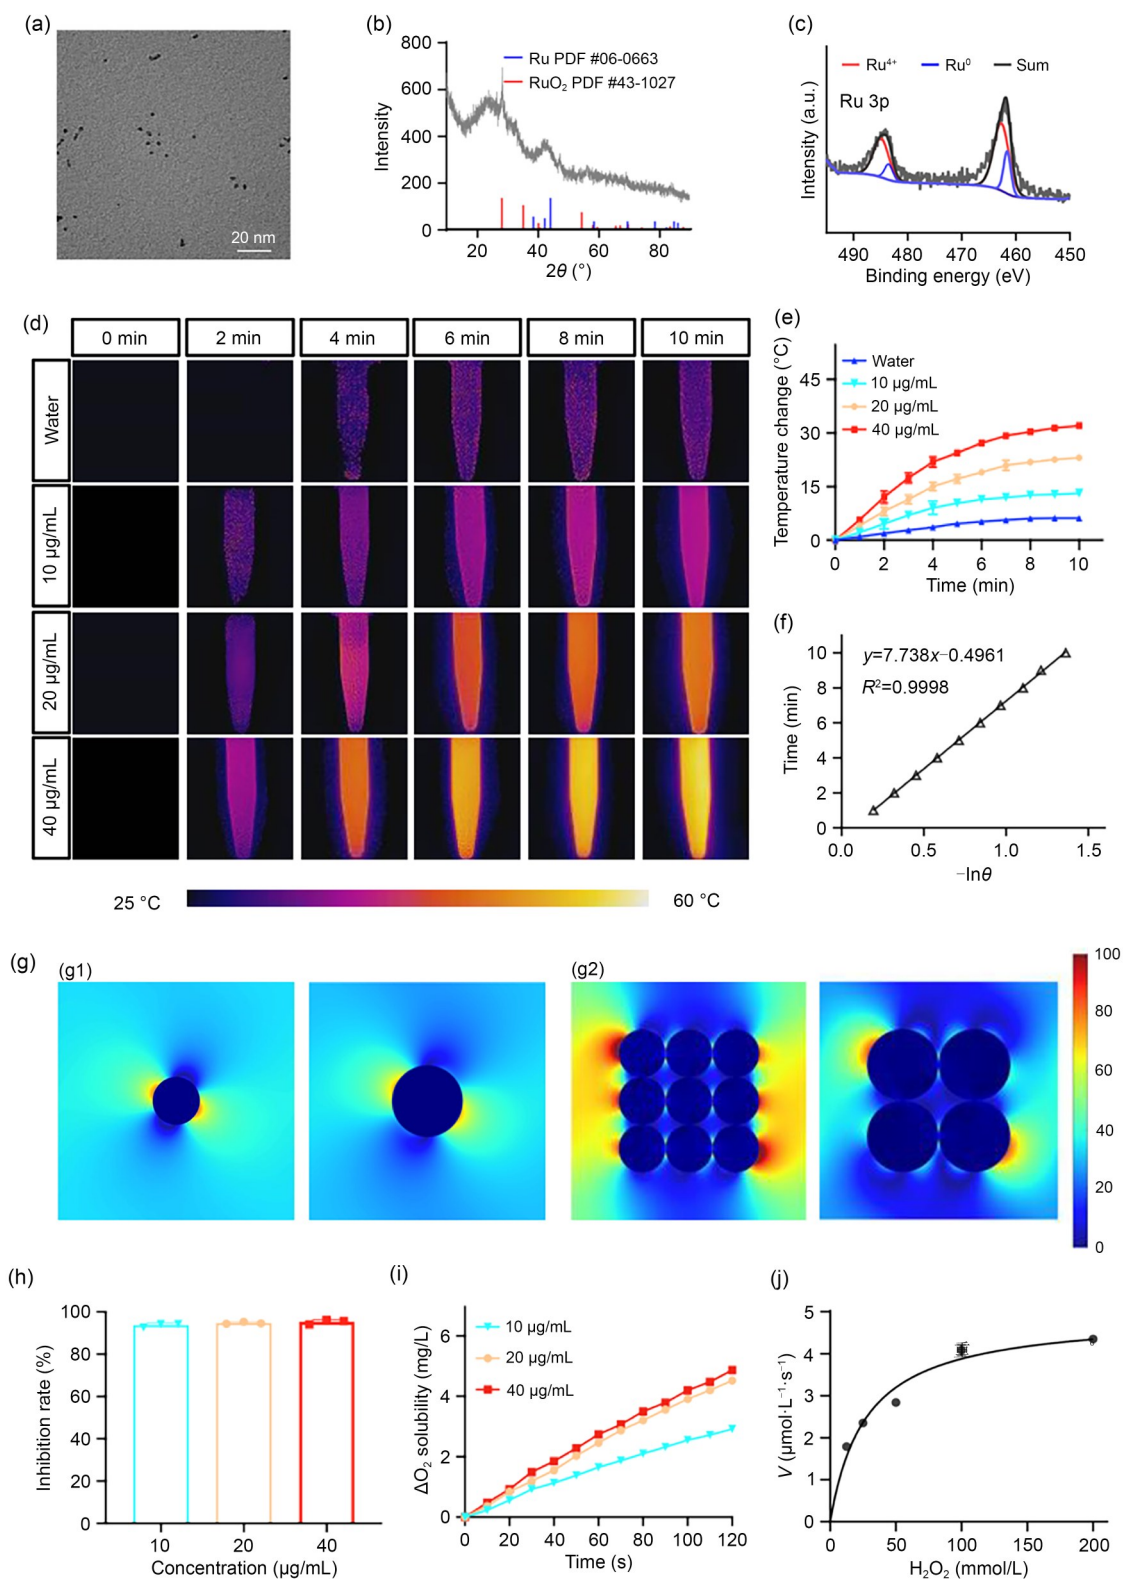 (a)
20 nm
(b)
800
600
400
200
0
Intensity
Ru PDF #06-0663
RuO₂ PDF #43-1027
20 40 60 80
2θ (°)
(c)
Ru⁴⁺ Ru⁰ Sum
Ru 3p
Intensity (a.u.)
490 480 470 460 450
Binding energy (eV)
(d)
0 min 2 min 4 min 6 min 8 min 10 min
Water
10 μg/mL
20 μg/mL
40 μg/mL
25 °C 60 °C
(e)
Temperature change (°C)
45
30
15
0
Water
10 μg/mL
20 μg/mL
40 μg/mL
0 2 4 6 8 10
Time (min)
(f)
y=7.738x−0.4961
R²=0.9998
Time (min)
10
8
6
4
2
0
0.0 0.5 1.0 1.5
−lnθ
(g)
(g1)
(g2)
100
80
60
40
20
0
(h)
Inhibition rate (%)
100
80
60
40
20
0
10 20 40
Concentration (μg/mL)
(i)
ΔO₂ solubility (mg/L)
6
4
2
0
10 μg/mL
20 μg/mL
40 μg/mL
0 20 40 60 80 100 120
Time (s)
(j)
V (μmol·L⁻¹·s⁻¹)
5
4
3
2
1
0
0 50 100 150 200
H₂O₂ (mmol/L)